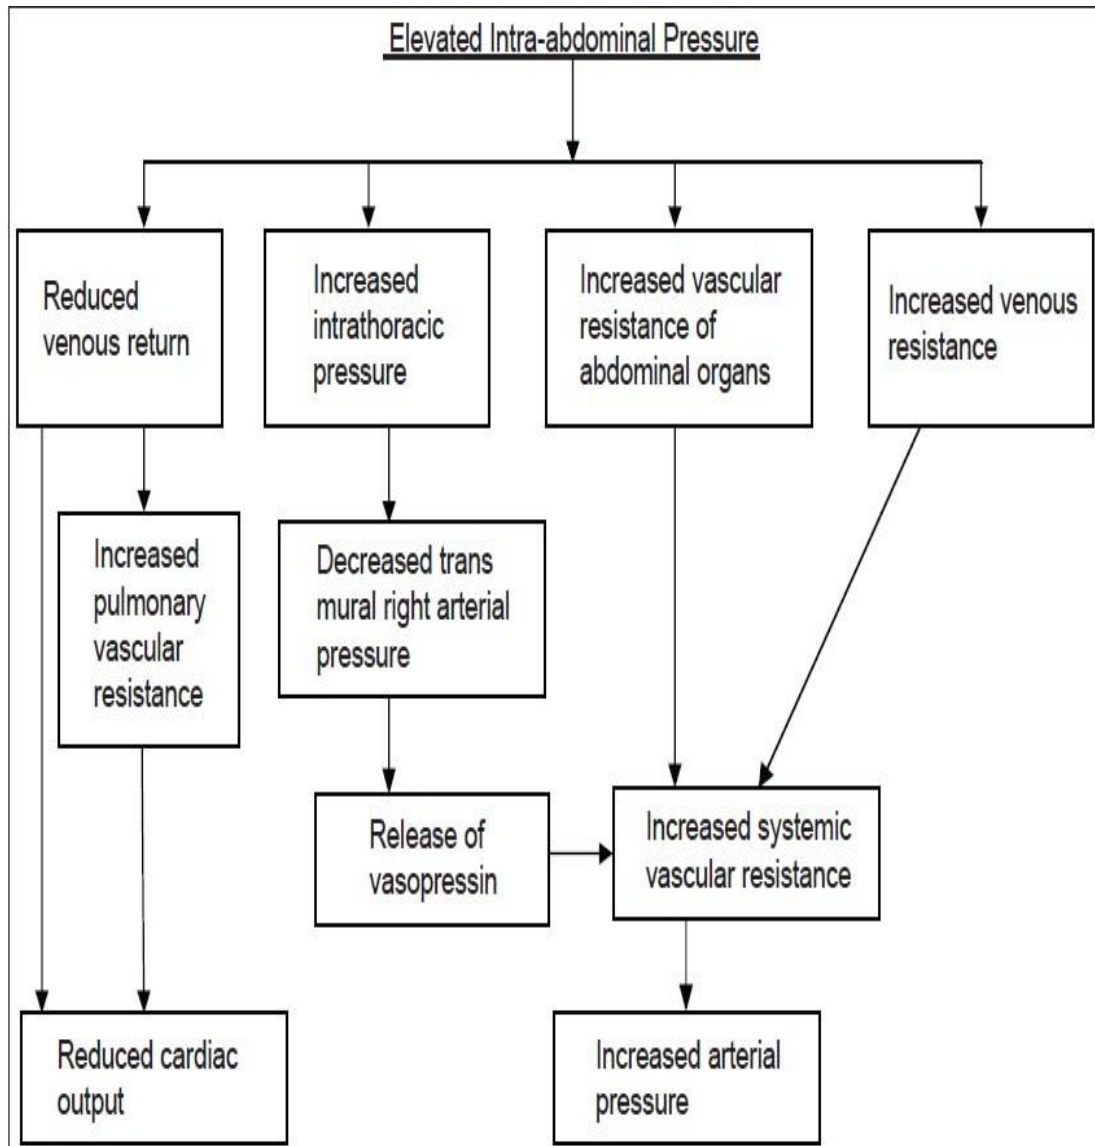 Elevated Intra-abdominal Pressure
Reduced
venous return
Increased
intrathoracic
pressure
Increased vascular
resistance of
abdominal organs
Increased venous
resistance
Increased
pulmonary
vascular
resistance
Decreased trans
mural right arterial
pressure
Release of
vasopressin
Increased systemic
vascular resistance
Reduced cardiac
output
Increased arterial
pressure